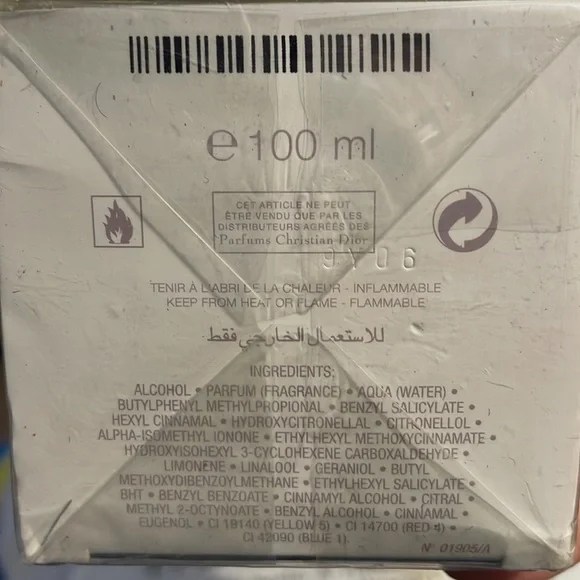 e 100 ml
CET ARTICLE NE PEUT
ÊTRE VENDU QUE PAR LES
DISTRIBUTEURS AGRÉÉS DES
Parfums Christian Dior
TENIR À L'ABRI DE LA CHALEUR - INFLAMMABLE
KEEP FROM HEAT OR FLAME - FLAMMABLE
للاستعمال الخارجي فقط
INGREDIENTS:
ALCOHOL • PARFUM (FRAGRANCE) • AQUA (WATER) •
BUTYLPHENYL METHYLPROPIONAL • BENZYL SALICYLATE •
HEXYL CINNAMAL • HYDROXYCITRONELLAL • CITRONELLOL •
ALPHA-ISOMETHYL IONONE • ETHYLHEXYL METHOXYCINNAMATE •
HYDROXYISOHEXYL 3-CYCLOHEXENE CARBOXALDEHYDE •
LIMONENE • LINALOOL • GERANIOL • BUTYL
METHOXYDIBENZOYLMETHANE • ETHYLHEXYL SALICYLATE •
BHT • BENZYL BENZOATE • CINNAMYL ALCOHOL • CITRAL •
METHYL 2-OCTYNOATE • BENZYL ALCOHOL • CINNAMAL •
EUGENOL • CI 19140 (YELLOW 5) • CI 14700 (RED 4) •
CI 42090 (BLUE 1).
N° 01905/A